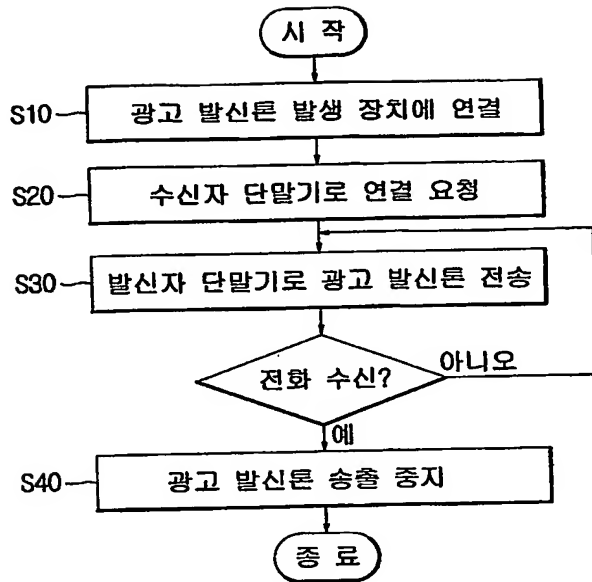 시 작
S10
광고 발신톤 발생 장치에 연결
S20
수신자 단말기로 연결 요청
S30
발신자 단말기로 광고 발신톤 전송
전화 수신?
아니오
예
S40
광고 발신톤 송출 중지
종 료